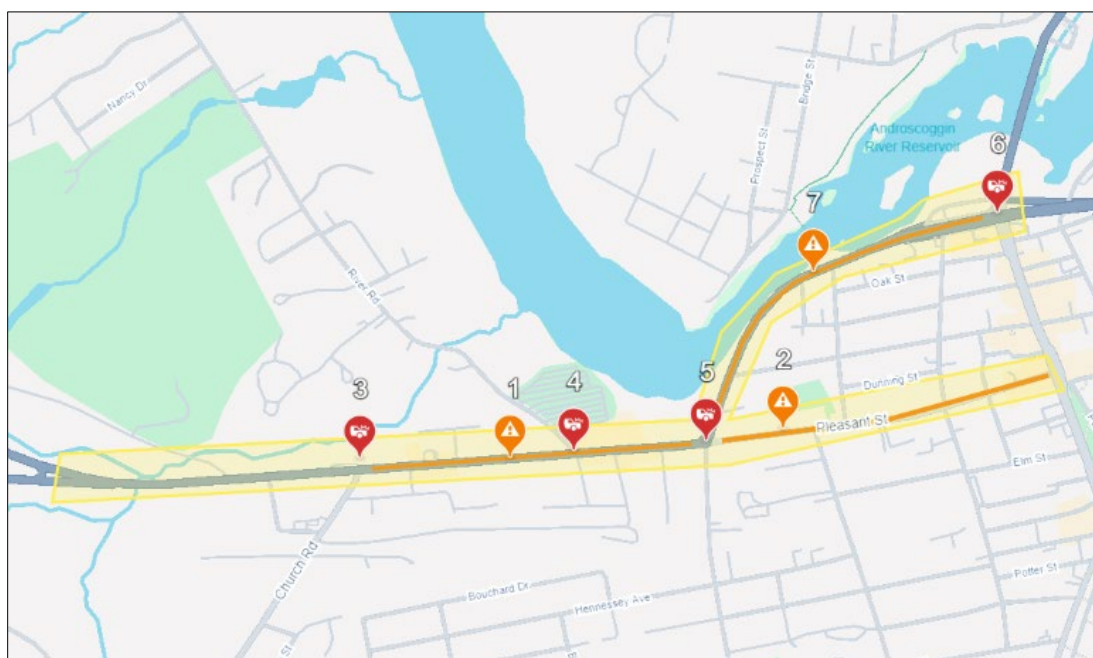 Nancy Dr
River Rd
Prospect St
Bridge St
Androscoggin
River Reservoir
6
7
Oak St
3
1
4
5
2
Dunning St
Pleasant St
Elm St
Church Rd
Bouchard Dr
Hennessey Ave
Potter St
St